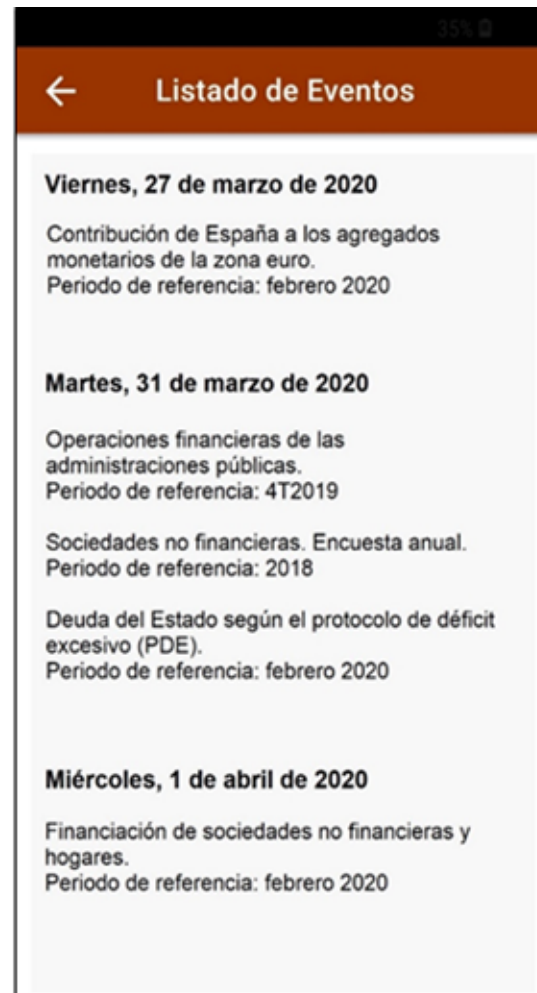 35%
Listado de Eventos
Viernes, 27 de marzo de 2020
Contribución de España a los agregados
monetarios de la zona euro.
Periodo de referencia: febrero 2020
Martes, 31 de marzo de 2020
Operaciones financieras de las
administraciones públicas.
Periodo de referencia: 4T2019
Sociedades no financieras. Encuesta anual.
Periodo de referencia: 2018
Deuda del Estado según el protocolo de déficit
excesivo (PDE).
Periodo de referencia: febrero 2020
Miércoles, 1 de abril de 2020
Financiación de sociedades no financieras y
hogares.
Periodo de referencia: febrero 2020